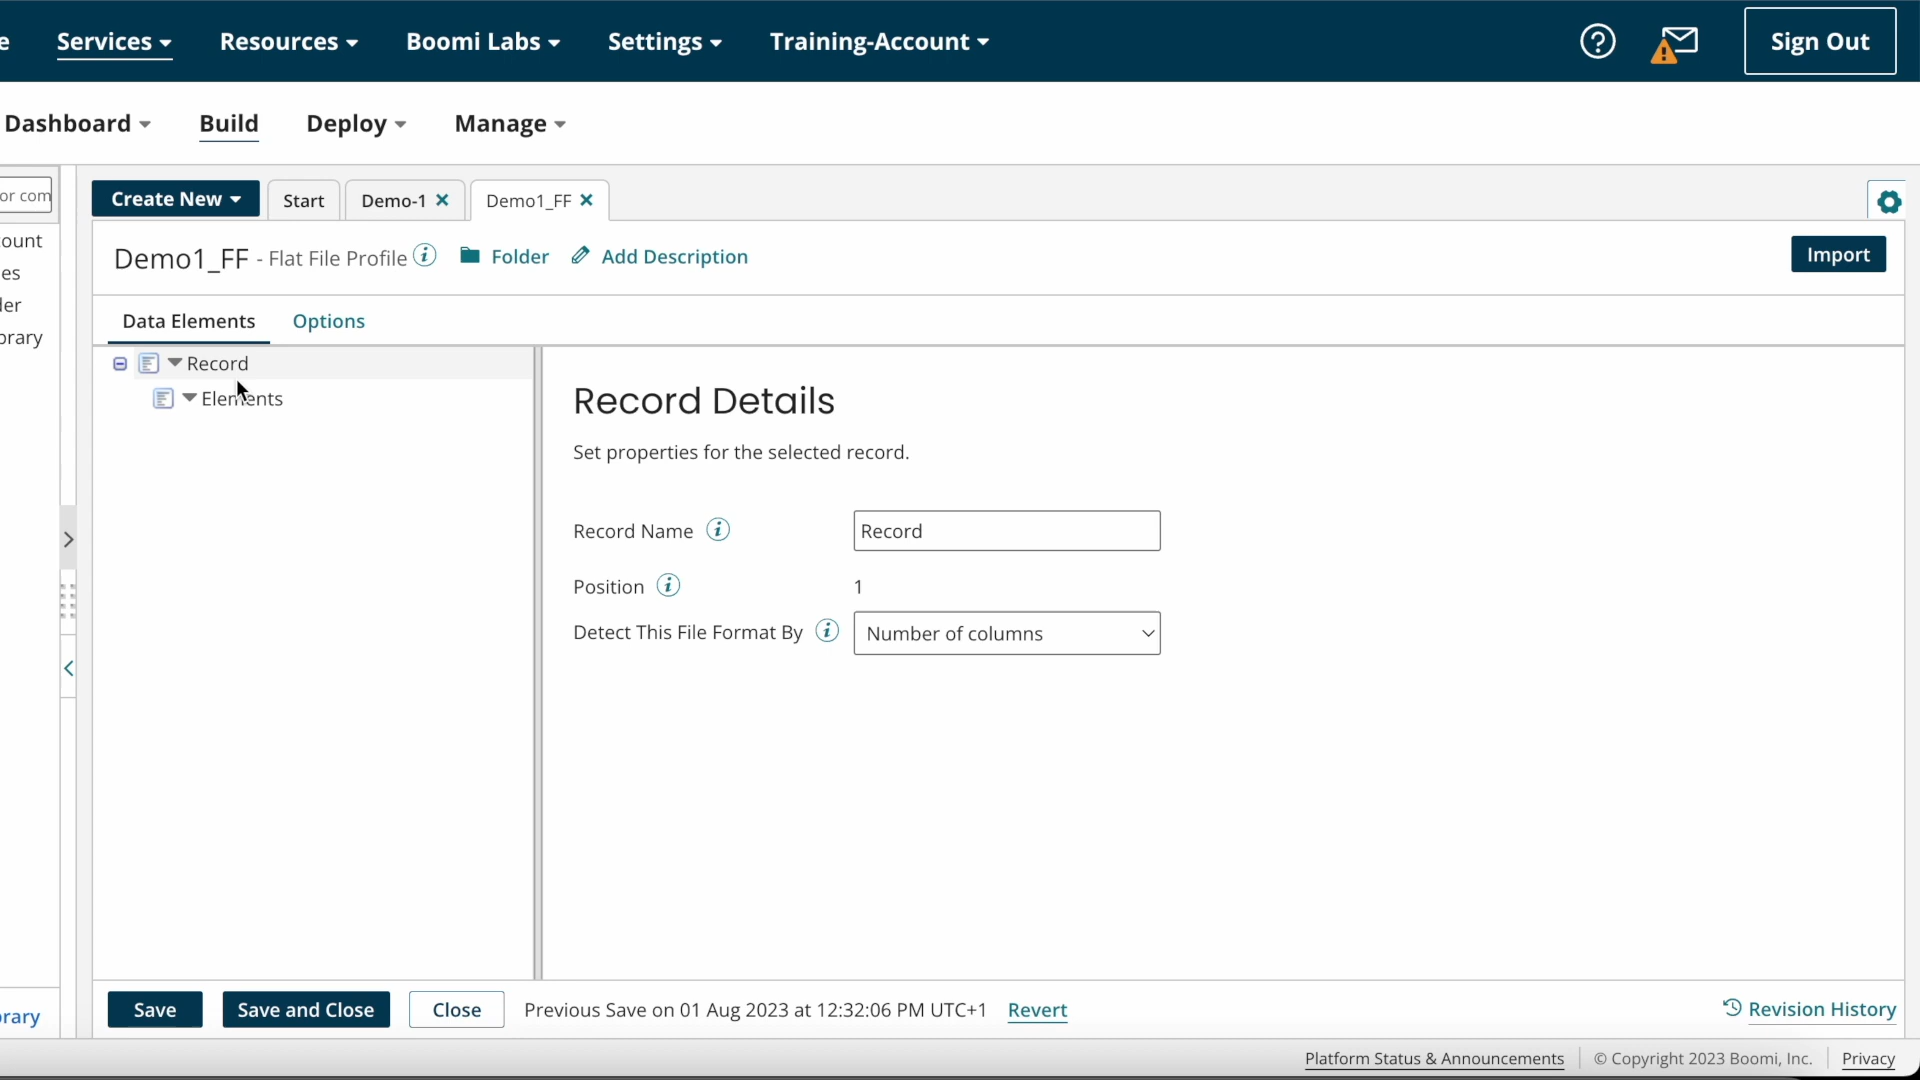 e Services Resources Boomi Labs Settings Training-Account Sign Out
Dashboard Build Deploy Manage
or com
Create New Start Demo-1 Demo1_FF
ount
Demo1_FF - Flat File Profile Folder Add Description Import
es
der
Data Elements Options
brary
Record
Elements
Record Details
Set properties for the selected record.
Record Name Record
Position 1
Detect This File Format By Number of columns
Save Save and Close Close Previous Save on 01 Aug 2023 at 12:32:06 PM UTC+1 Revert Revision History
brary
Platform Status & Announcements © Copyright 2023 Boomi, Inc. Privacy